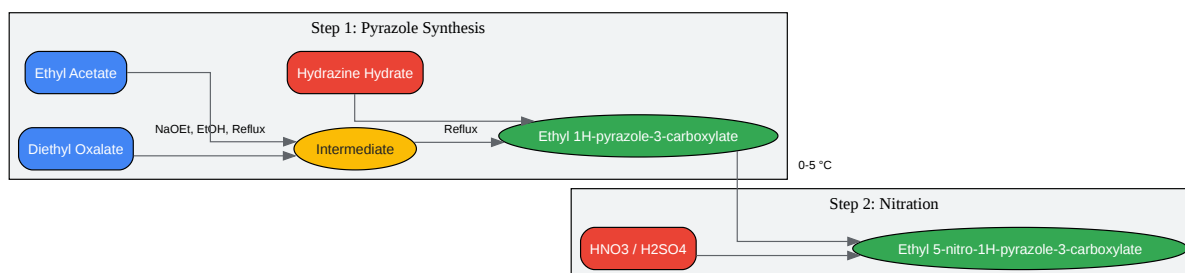 Step 1: Pyrazole Synthesis
Ethyl Acetate
Hydrazine Hydrate
NaOEt, EtOH, Reflux
Reflux
Ethyl 1H-pyrazole-3-carboxylate
Diethyl Oxalate
Intermediate
0-5 °C
Step 2: Nitration
HNO3 / H2SO4
Ethyl 5-nitro-1H-pyrazole-3-carboxylate